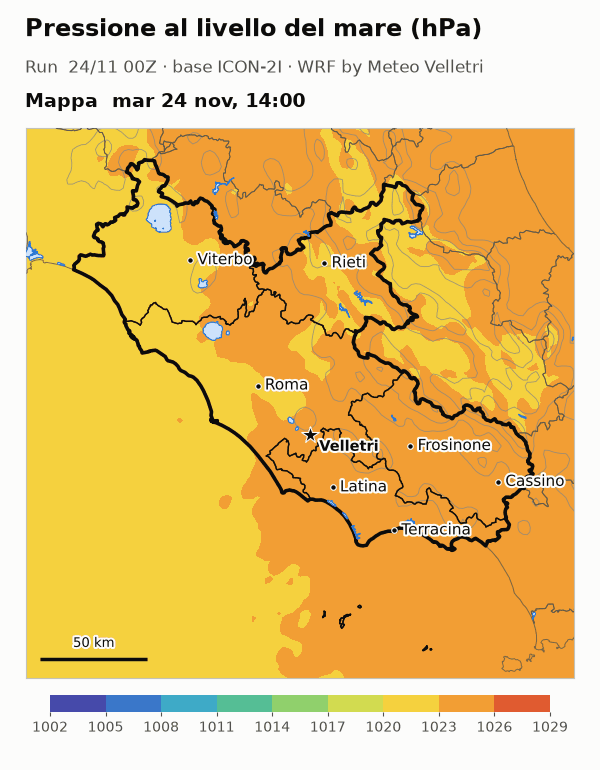 Pressione al livello del mare (hPa)
Run 24/11 00Z · base ICON-2I · WRF by Meteo Velletri
Mappa mar 24 nov, 14:00
Viterbo
Rieti
Roma
Velletri
Frosinone
Cassino
Latina
Terracina
50 km
1002 1005 1008 1011 1014 1017 1020 1023 1026 1029